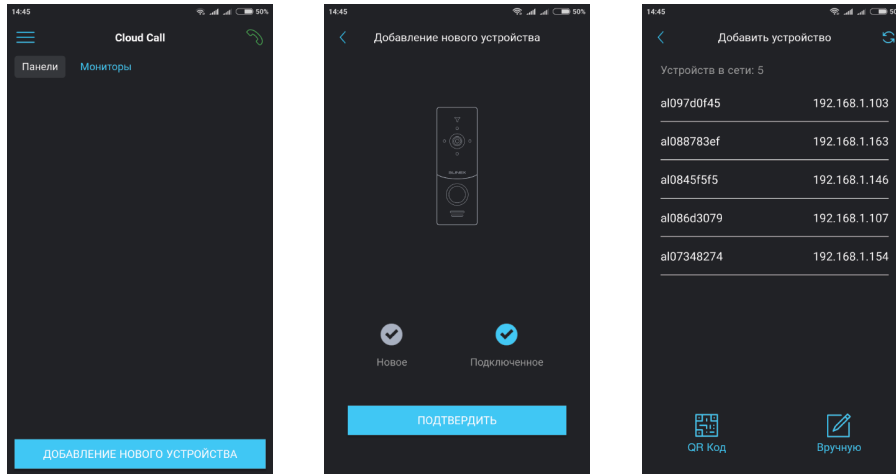 14:45
50%
Cloud Call
Панели
Мониторы
ДОБАВЛЕНИЕ НОВОГО УСТРОЙСТВА
14:45
50%
Добавление нового устройства
SLINEX
Новое
Подключенное
ПОДТВЕРДИТЬ
14:45
50
Добавить устройство
Устройств в сети: 5
al097d0f45 192.168.1.103
al088783ef 192.168.1.163
al0845f5f5 192.168.1.146
al086d3079 192.168.1.107
al07348274 192.168.1.154
QR Код
Вручную